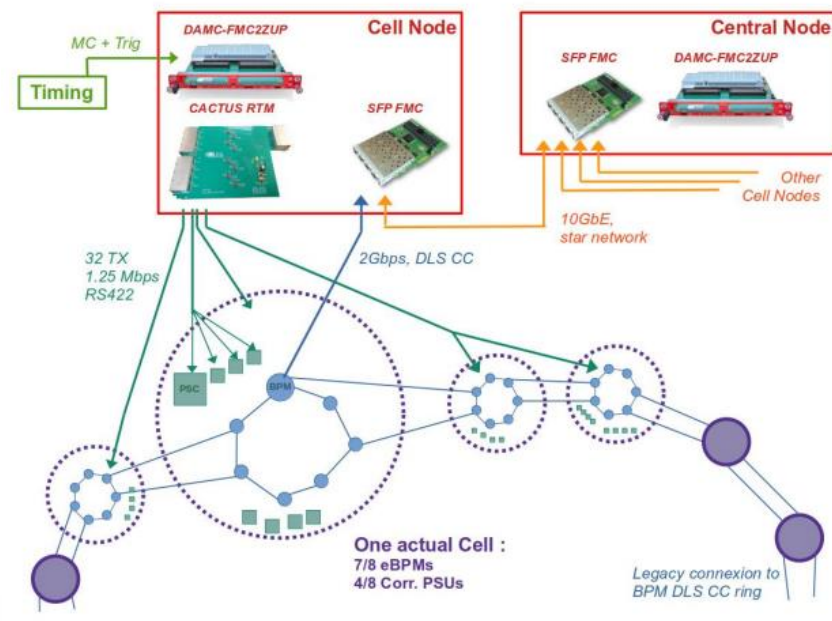 MC + Trig
Timing
DAMC-FMC2ZUP
Cell Node
CACTUS RTM
SFP FMC
Central Node
SFP FMC
DAMC-FMC2ZUP
Other
Cell Nodes
10GbE,
star network
2Gbps, DLS CC
32 TX
1.25 Mbps
RS422
PSC
BPM
One actual Cell :
7/8 eBPMs
4/8 Corr. PSUs
Legacy connexion to
BPM DLS CC ring